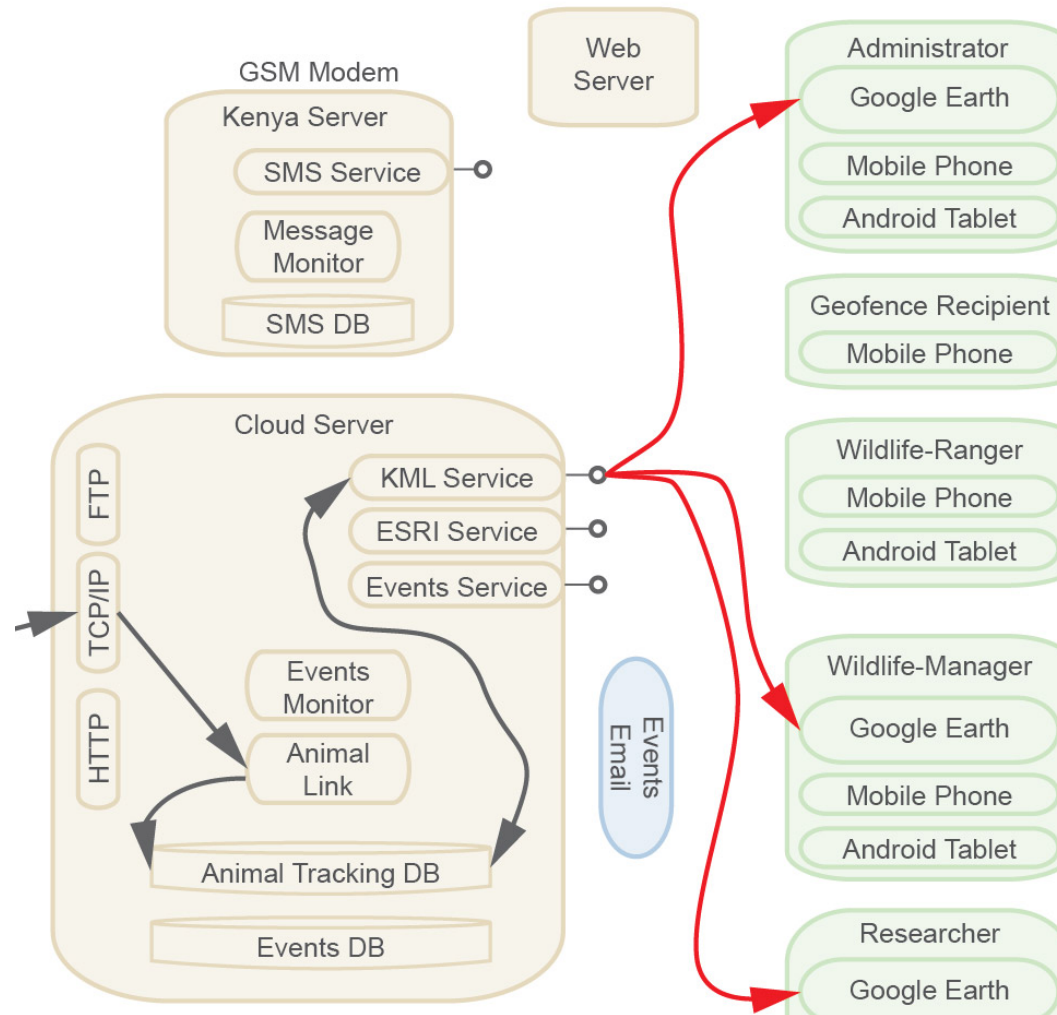 Web
Server
GSM Modem
Kenya Server
SMS Service
Message
Monitor
SMS DB
Cloud Server
FTP
TCP/IP
HTTP
KML Service
ESRI Service
Events Service
Events
Monitor
Animal
Link
Animal Tracking DB
Events DB
Events
Email
Administrator
Google Earth
Mobile Phone
Android Tablet
Geofence Recipient
Mobile Phone
Wildlife-Ranger
Mobile Phone
Android Tablet
Wildlife-Manager
Google Earth
Mobile Phone
Android Tablet
Researcher
Google Earth